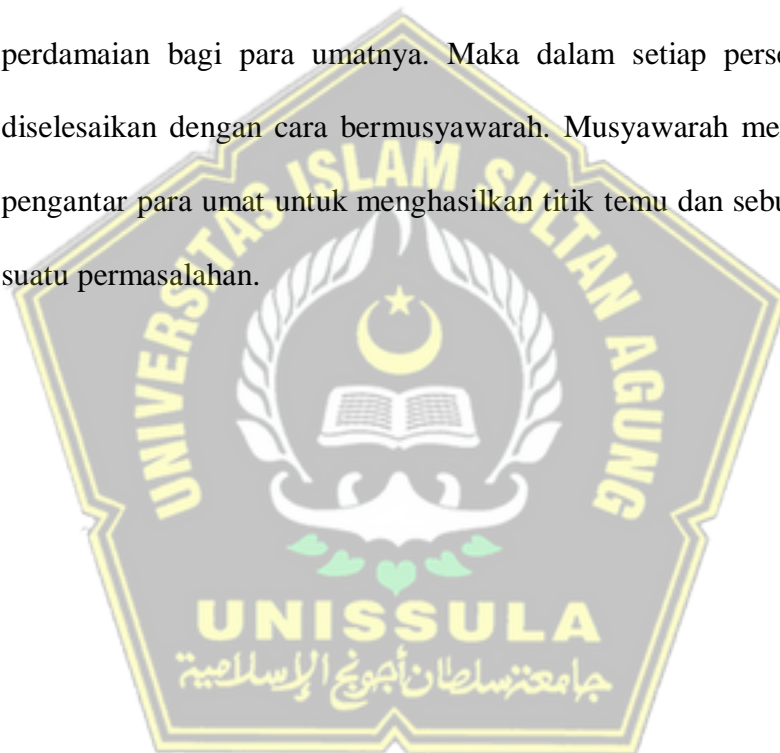 perdamaian bagi para umatnya. Maka dalam setiap perse
diselesaikan dengan cara bermusyawarah. Musyawarah me
pengantar para umat untuk menghasilkan titik temu dan sebu
suatu permasalahan.
UNIVERSITAS ISLAM SULTAN AGUNG
UNISSULA
جامعة سلطان أجونج الإسلامية